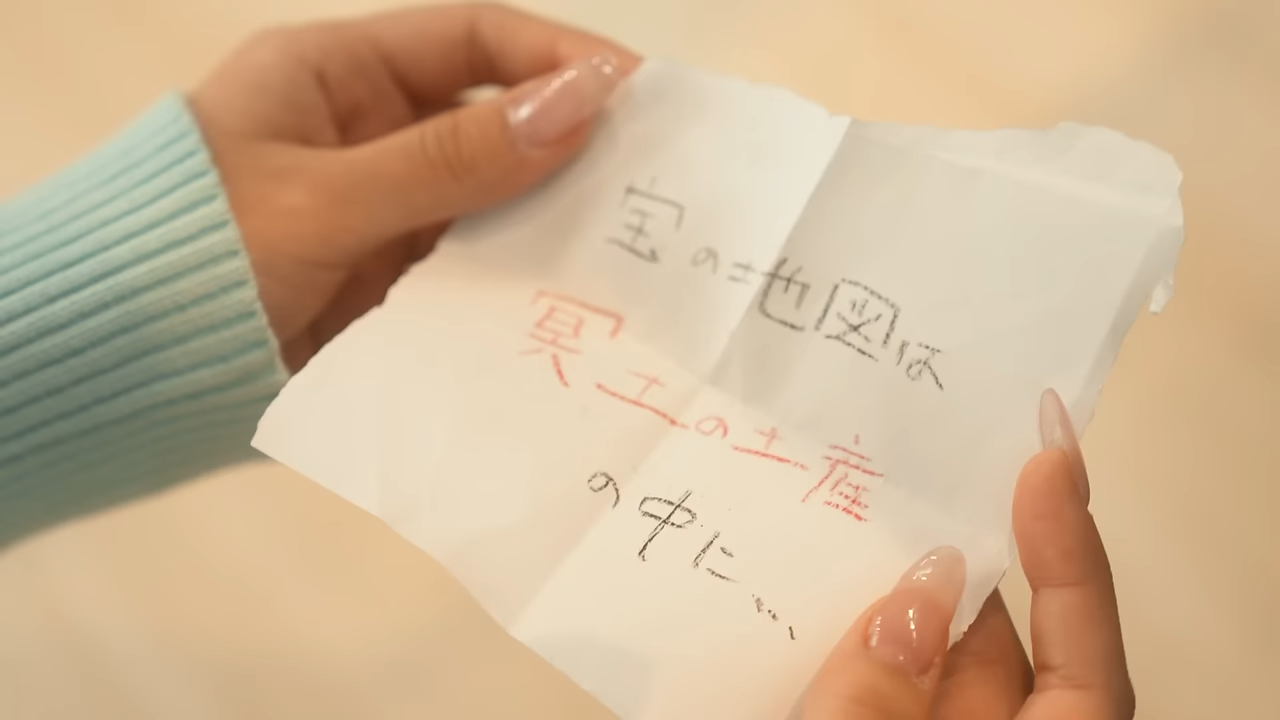 宝の地図は
冥土の土産
の中に…